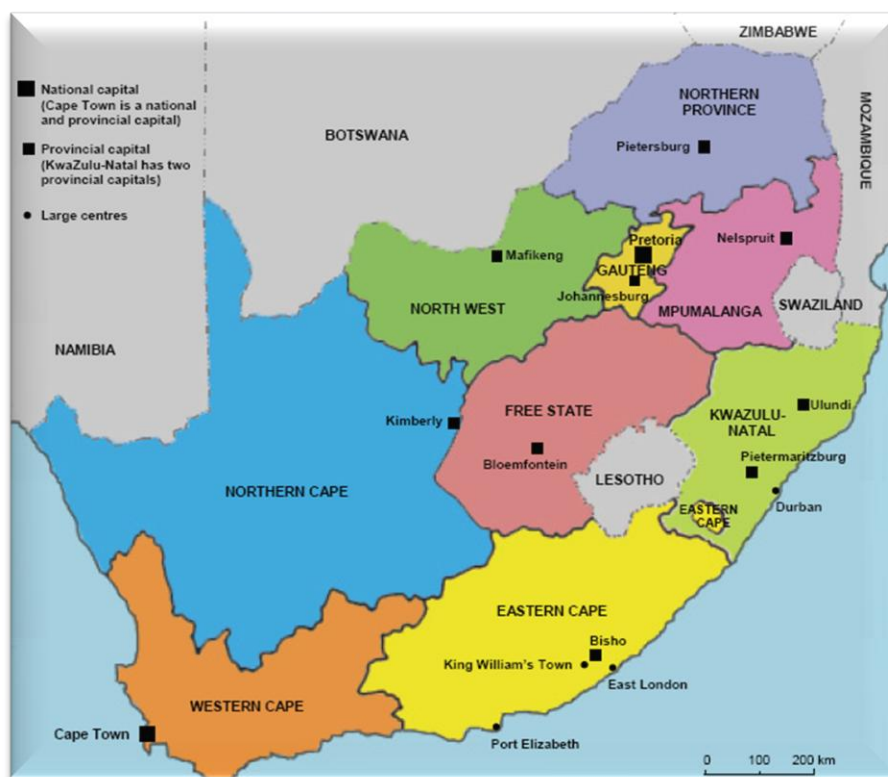 ZIMBABWE
National capital
(Cape Town is a national
and provincial capital)
NORTHERN
PROVINCE
MOZAMBIQUE
BOTSWANA
Provincial capital
(KwaZulu-Natal has two
provincial capitals)
Pietersburg
Large centres
Pretoria
Nelspruit
Mafikeng
GAUTENG
Johannesburg
NORTH WEST
MPUMALANGA
SWAZILAND
NAMIBIA
FREE STATE
Kimberly
KWAZULU-
NATAL
Ulundi
Bloemfontein
Pietermaritzburg
LESOTHO
NORTHERN CAPE
Durban
EASTERN
CAPE
EASTERN CAPE
Bisho
King William's Town
East London
WESTERN CAPE
Cape Town
Port Elizabeth
0 100 200 km